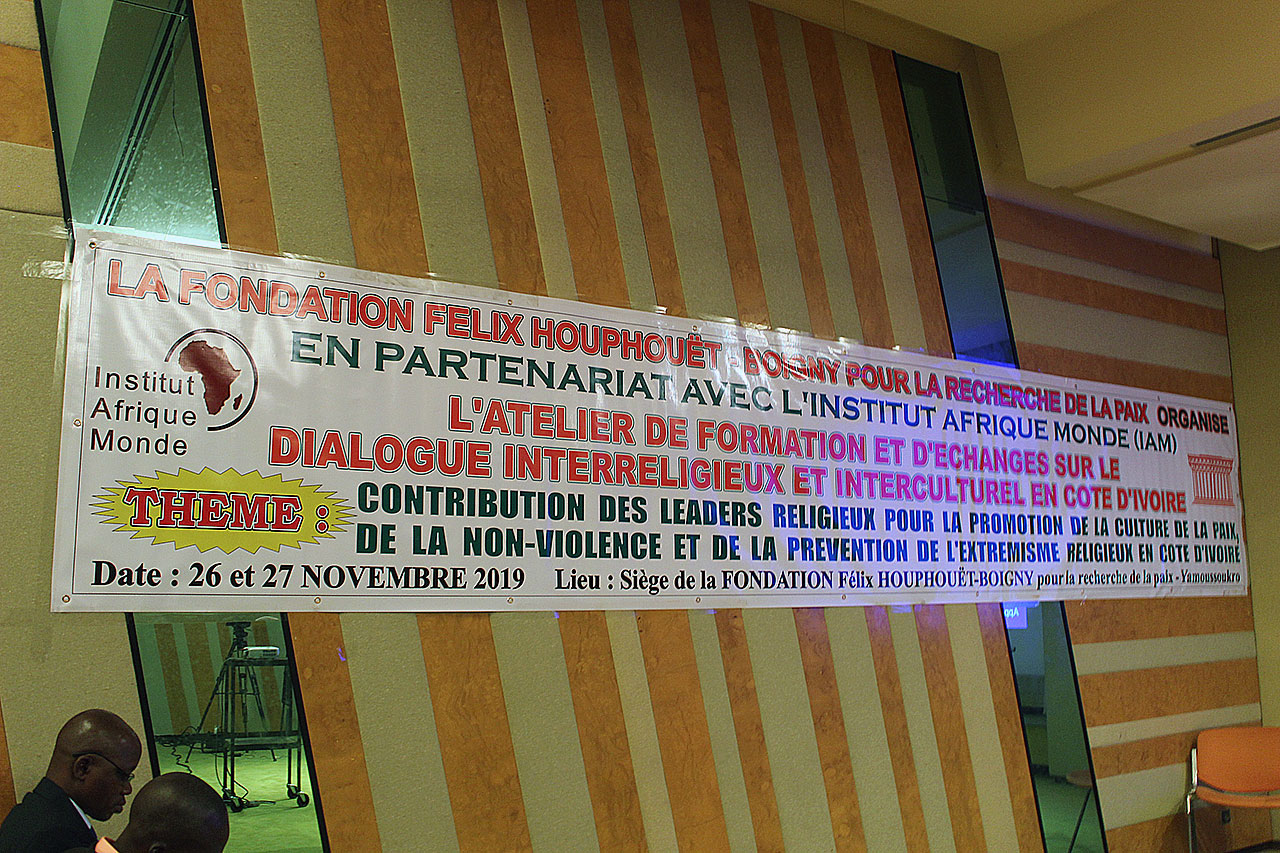 LA FONDATION FELIX HOUPHOUËT - BOIGNY POUR LA RECHERCHE DE LA PAIX ORGANISE
EN PARTENARIAT AVEC L'INSTITUT AFRIQUE MONDE (IAM)
L'ATELIER DE FORMATION ET D'ECHANGES SUR LE
DIALOGUE INTERRELIGIEUX ET INTERCULTUREL EN COTE D'IVOIRE
Institut
Afrique
Monde
THEME :
CONTRIBUTION DES LEADERS RELIGIEUX POUR LA PROMOTION DE LA CULTURE DE LA PAIX,
DE LA NON-VIOLENCE ET DE LA PREVENTION DE L'EXTREMISME RELIGIEUX EN COTE D'IVOIRE
Date : 26 et 27 NOVEMBRE 2019 Lieu : Siège de la FONDATION Félix HOUPHOUËT-BOIGNY pour la recherche de la paix - Yamoussoukro